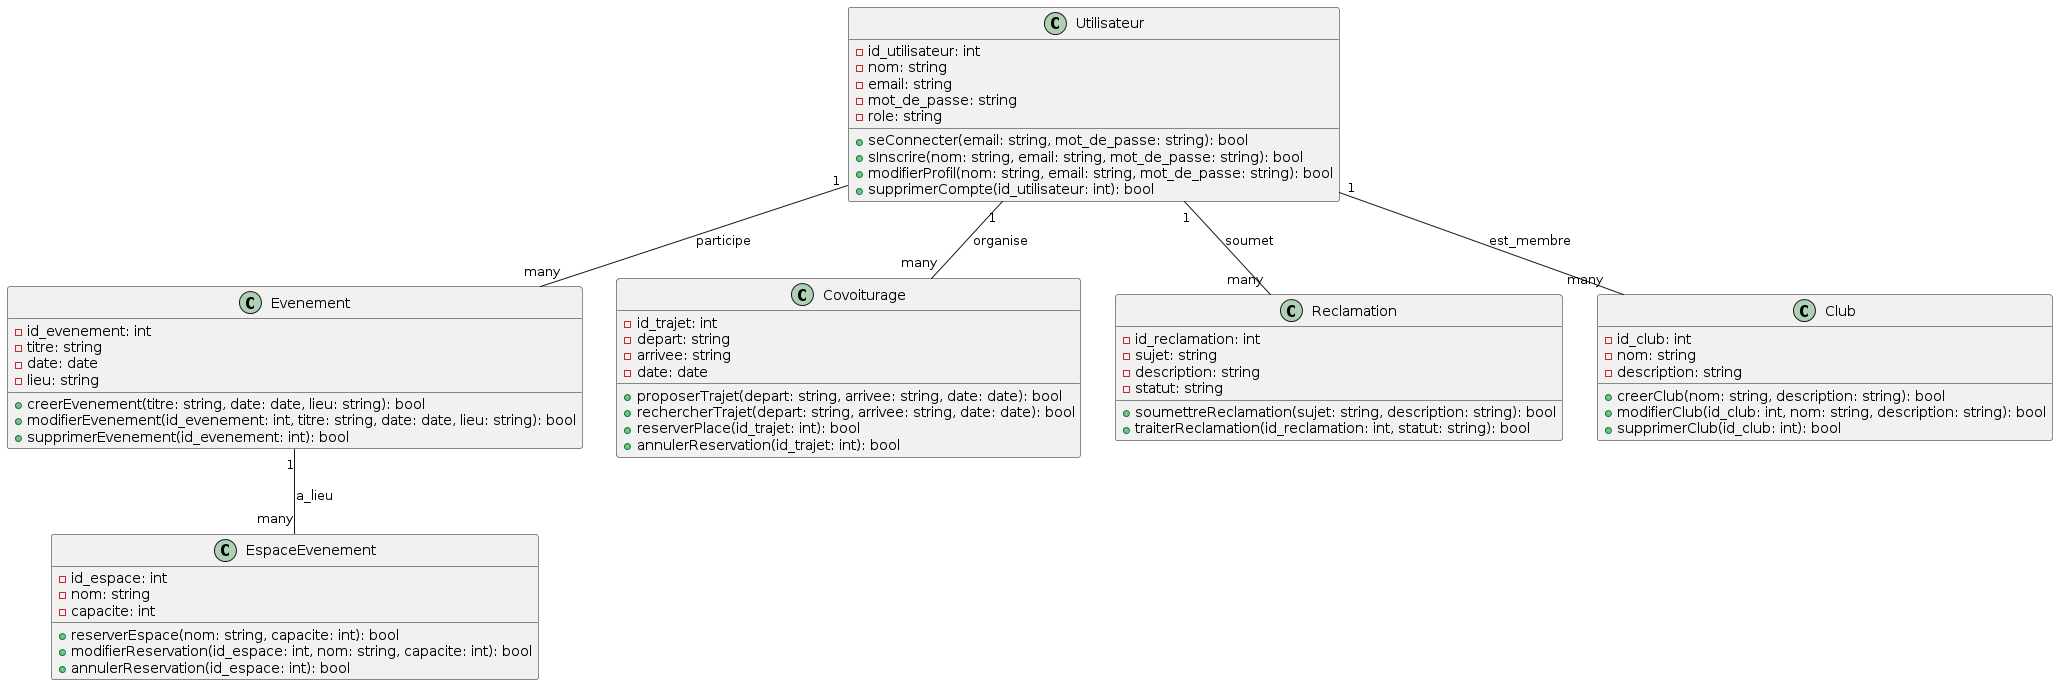 C Utilisateur
id_utilisateur: int
nom: string
email: string
mot_de_passe: string
role: string
seConnecter(email: string, mot_de_passe: string): bool
sInscrire(nom: string, email: string, mot_de_passe: string): bool
modifierProfil(nom: string, email: string, mot_de_passe: string): bool
supprimerCompte(id_utilisateur: int): bool
1
participe
many
1
organise
many
1
soumet
many
1
est_membre
many
C Evenement
id_evenement: int
titre: string
date: date
lieu: string
creerEvenement(titre: string, date: date, lieu: string): bool
modifierEvenement(id_evenement: int, titre: string, date: date, lieu: string): bool
supprimerEvenement(id_evenement: int): bool
C Covoiturage
id_trajet: int
depart: string
arrivee: string
date: date
proposerTrajet(depart: string, arrivee: string, date: date): bool
rechercherTrajet(depart: string, arrivee: string, date: date): bool
reserverPlace(id_trajet: int): bool
annulerReservation(id_trajet: int): bool
C Reclamation
id_reclamation: int
sujet: string
description: string
statut: string
soumettreReclamation(sujet: string, description: string): bool
traiterReclamation(id_reclamation: int, statut: string): bool
C Club
id_club: int
nom: string
description: string
creerClub(nom: string, description: string): bool
modifierClub(id_club: int, nom: string, description: string): bool
supprimerClub(id_club: int): bool
1
a_lieu
many
C EspaceEvenement
id_espace: int
nom: string
capacite: int
reserverEspace(nom: string, capacite: int): bool
modifierReservation(id_espace: int, nom: string, capacite: int): bool
annulerReservation(id_espace: int): bool